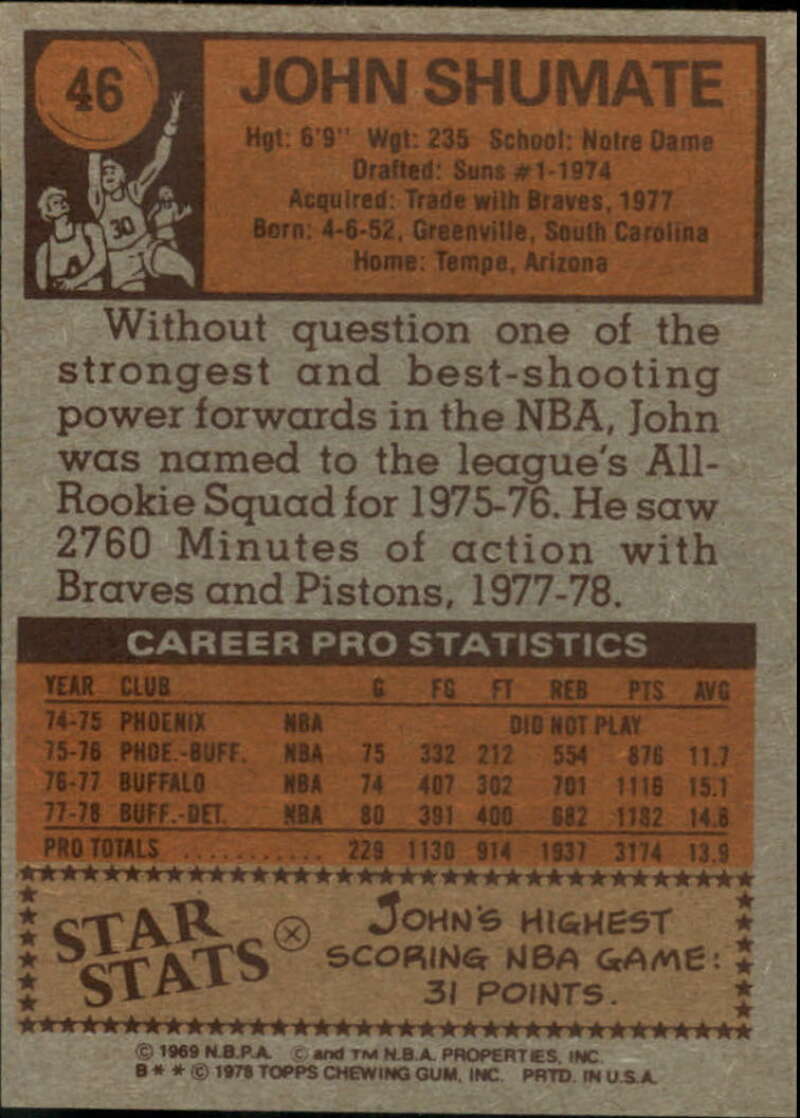 46
JOHN SHUMATE
Hgt: 6'9" Wgt: 235 School: Notre Dame
Drafted: Suns #1-1974
Acquired: Trade with Braves, 1977
Born: 4-6-52, Greenville, South Carolina
Home: Tempe, Arizona
30
Without question one of the
strongest and best-shooting
power forwards in the NBA, John
was named to the league's All-
Rookie Squad for 1975-76. He saw
2760 Minutes of action with
Braves and Pistons, 1977-78.
CAREER PRO STATISTICS
YEAR CLUB G FG FT REB PTS AVG
74-75 PHOENIX NBA DID NOT PLAY
75-76 PHOE.-BUFF. NBA 75 332 212 554 876 11.7
76-77 BUFFALO NBA 74 407 302 701 1116 15.1
77-78 BUFF.-DET. NBA 80 391 400 682 1182 14.8
PRO TOTALS ........... 229 1130 914 1937 3174 13.9
STAR
STATS
JOHN'S HIGHEST
SCORING NBA GAME:
31 POINTS.
© 1969 N.B.P.A. © and TM N.B.A. PROPERTIES, INC.
B * * © 1978 TOPPS CHEWING GUM, INC. PRTD. IN U.S.A.